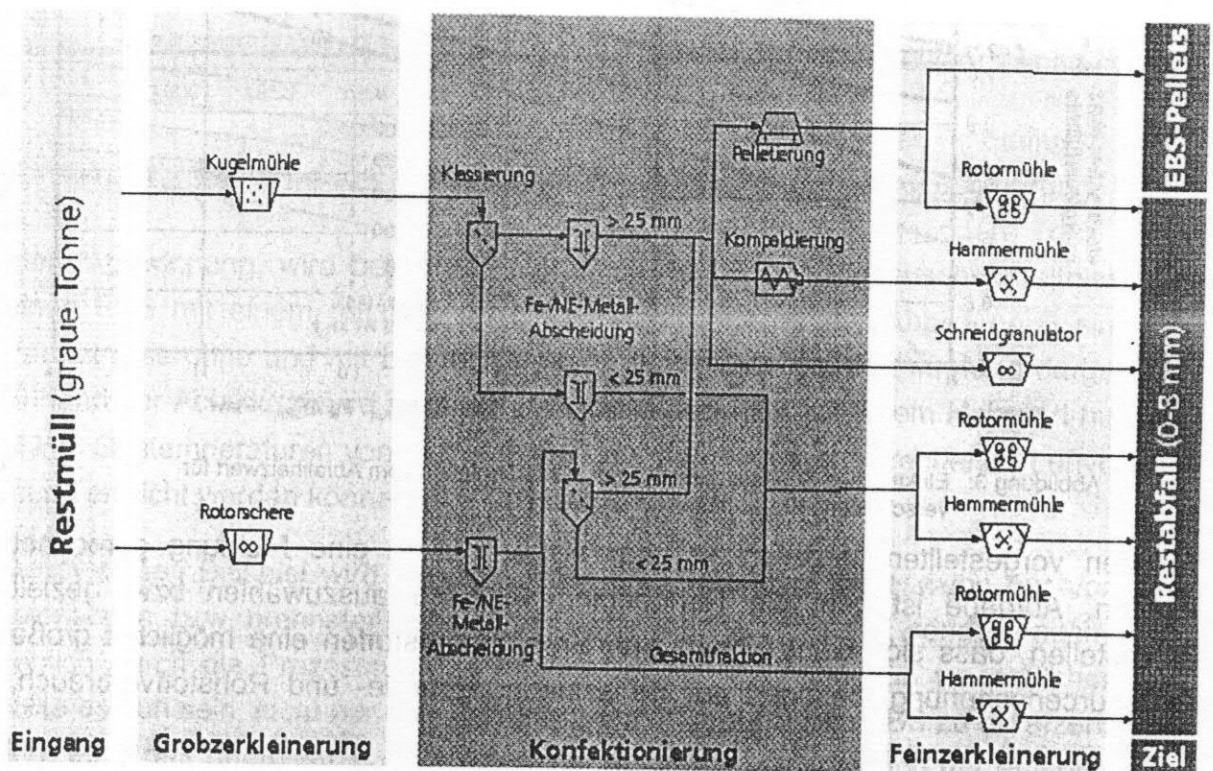 Restmüll (graue Tonne)
Kugelmühle
Rotorschere
Klassierung
> 25 mm
Fe-/NE-Metall-
Abscheidung
< 25 mm
> 25 mm
< 25 mm
Fe-/NE-
Metall-
Abscheidung
Gesamtfraktion
Pelletierung
Kompaktierung
Rotormühle
Hammermühle
Schneidgranulator
Rotormühle
Hammermühle
Rotormühle
Hammermühle
EBS-Pellets
Restabfall (0-8 mm)
Eingang
Grobzerkleinerung
Konfektionierung
Feinzerkleinerung
Ziel